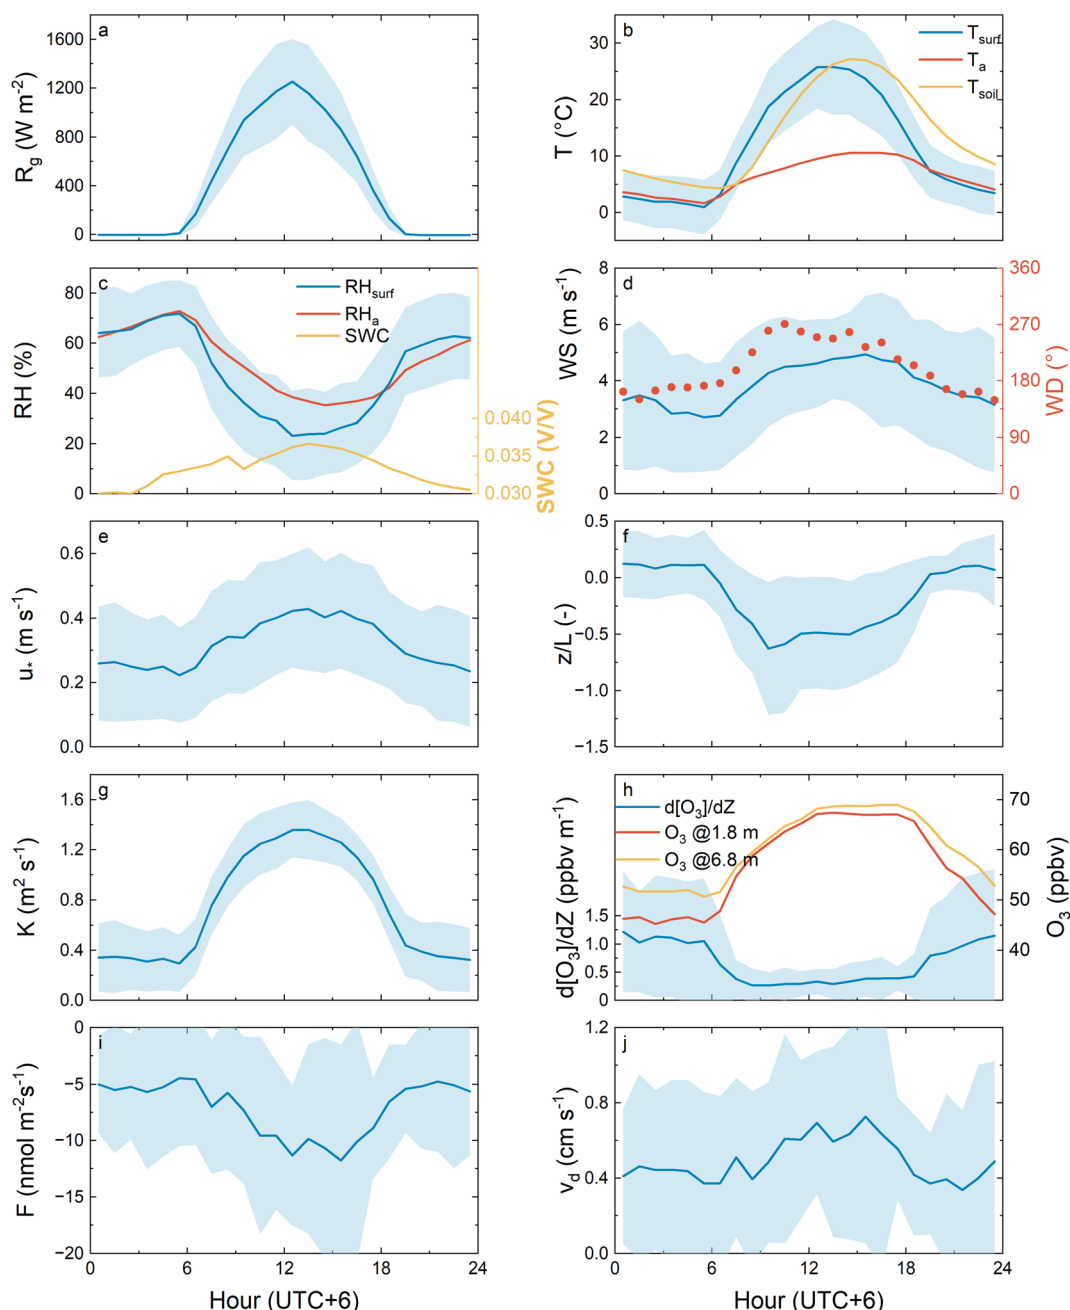 a
1600
1200
800
400
0
R_g (W m⁻²)
b
T_surf
T_a
T_soil
30
20
10
0
T (°C)
c
RH_surf
RH_a
SWC
80
60
40
20
0
RH (%)
0.040
0.035
0.030
SWC (V/V)
d
8
6
4
2
0
WS (m s⁻¹)
360
270
180
90
0
WD (°)
e
0.6
0.4
0.2
0.0
u_* (m s⁻¹)
f
0.5
0.0
−0.5
−1.0
−1.5
z/L (-)
g
1.6
1.2
0.8
0.4
0.0
K (m² s⁻¹)
h
d[O₃]/dZ
O₃ @1.8 m
O₃ @6.8 m
1.5
1.0
0.5
0
d[O₃]/dZ (ppbv m⁻¹)
70
60
50
40
O₃ (ppbv)
i
0
−5
−10
−15
−20
F (nmol m⁻²s⁻¹)
0 6 12 18 24
Hour (UTC+6)
j
1.2
0.8
0.4
0.0
v_d (cm s⁻¹)
0 6 12 18 24
Hour (UTC+6)